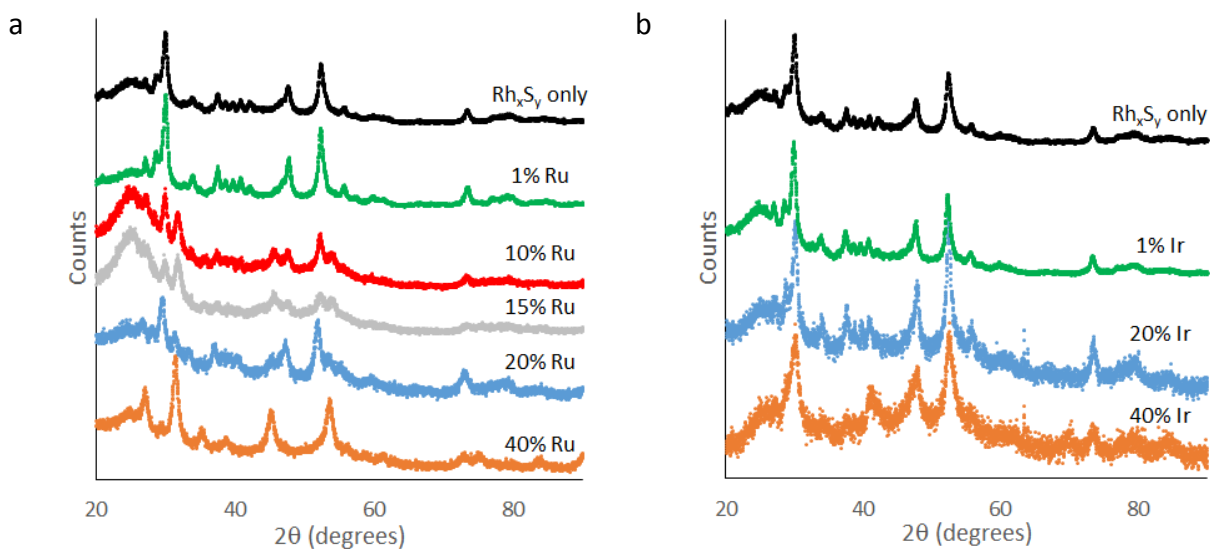 a
Counts
RhxSy only
1% Ru
10% Ru
15% Ru
20% Ru
40% Ru
20 40 60 80
2θ (degrees)
b
Counts
RhxSy only
1% Ir
20% Ir
40% Ir
20 40 60 80
2θ (degrees)